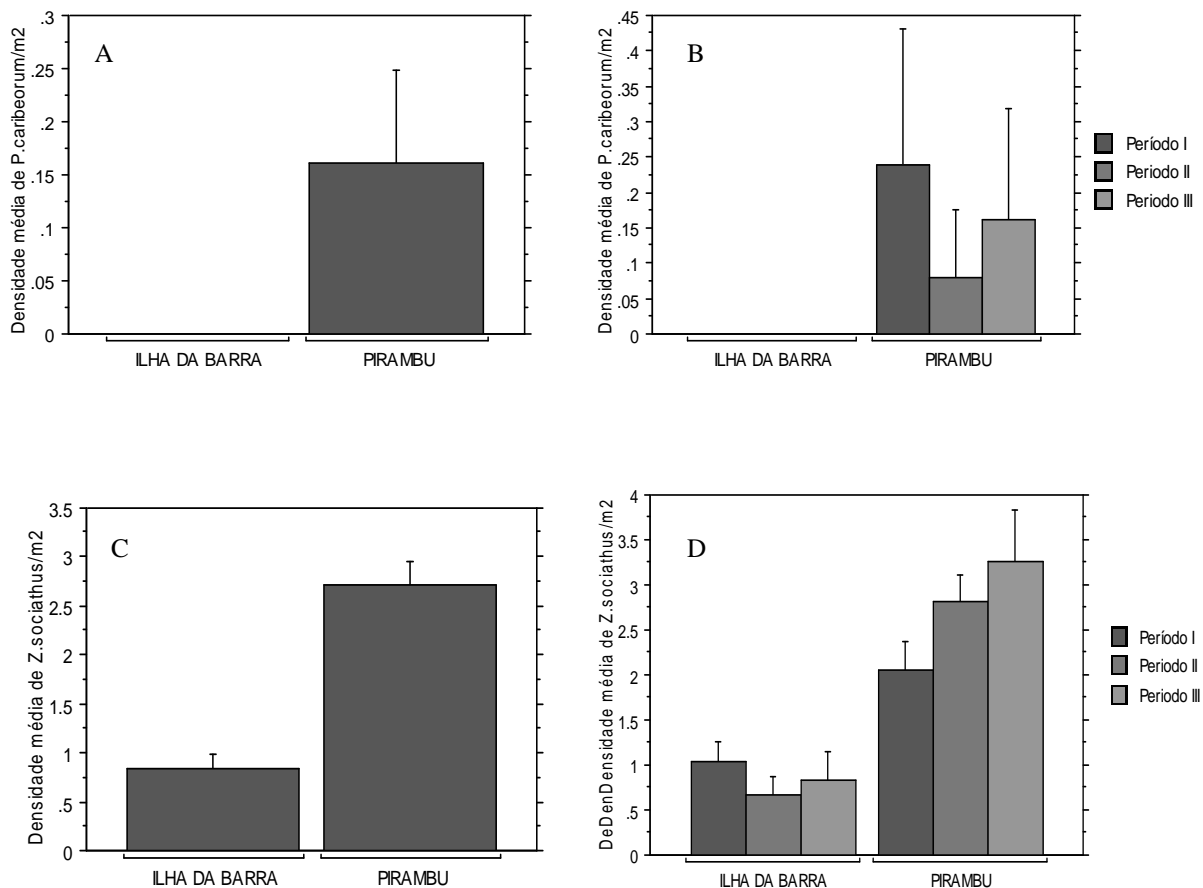 A
Densidade média de P.caribeorum/m2
.3
.25
.2
.15
.1
.05
0
ILHA DA BARRA
PIRAMBU
B
Densidade média de P.caribeorum/m2
.45
.4
.35
.3
.25
.2
.15
.1
.05
0
ILHA DA BARRA
PIRAMBU
Período I
Periodo II
Periodo III
C
Densidade média de Z.sociathus/m2
3.5
3
2.5
2
1.5
1
.5
0
ILHA DA BARRA
PIRAMBU
D
DeDenDensidade média de Z.sociathus/m2
4
3.5
3
2.5
2
1.5
1
.5
0
ILHA DA BARRA
PIRAMBU
Período I
Periodo II
Periodo III